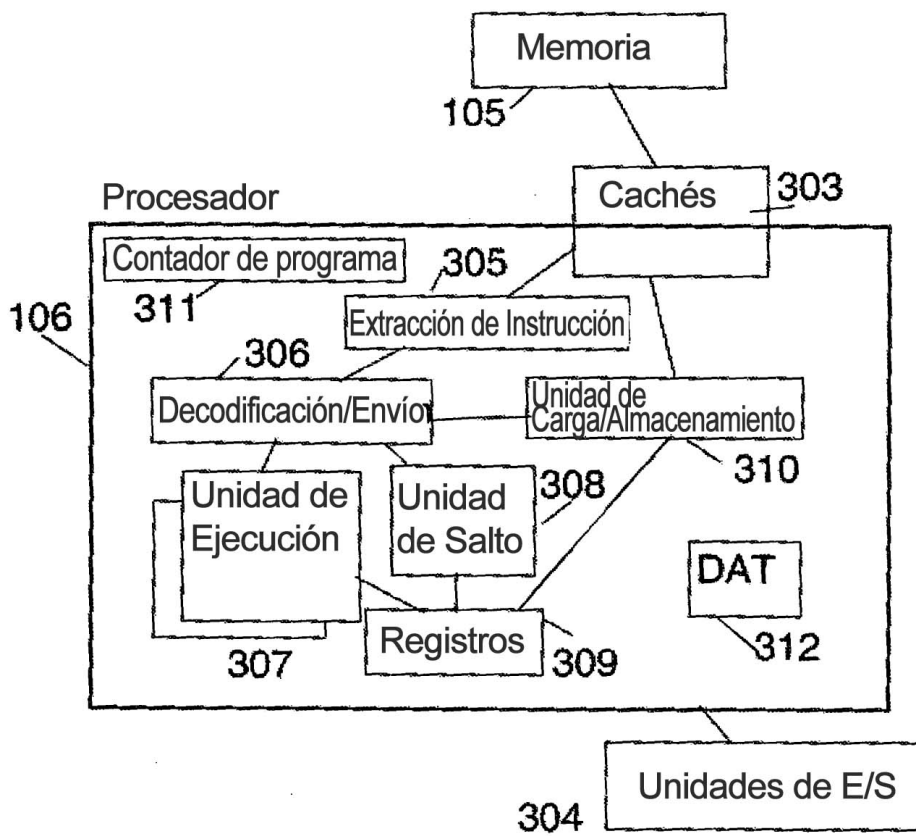 Memoria
105
Procesador
Cachés
303
Contador de programa
311
305
106
Extracción de Instrucción
306
Decodificación/Envío
Unidad de
Carga/Almacenamiento
310
Unidad de
Ejecución
Unidad
de Salto
308
DAT
312
307
Registros
309
Unidades de E/S
304